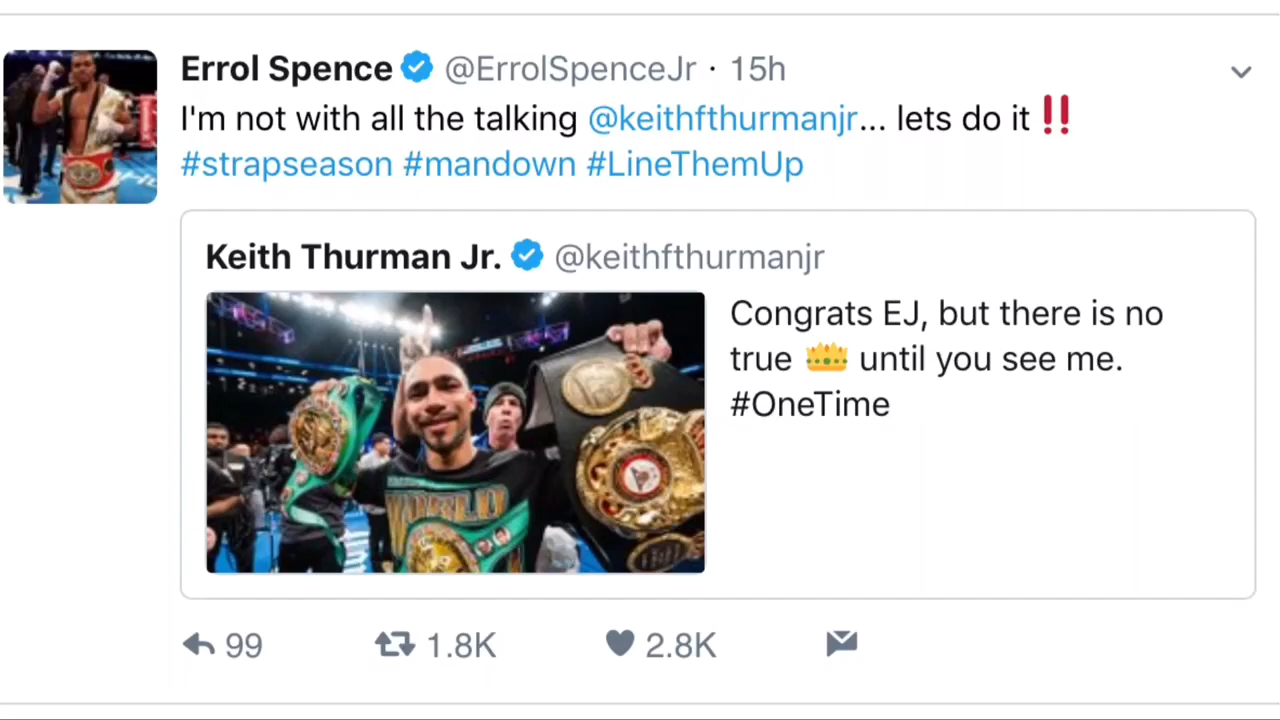 Errol Spence @ErrolSpenceJr · 15h
I'm not with all the talking @keithfthurmanjr... lets do it ‼️
#strapseason #mandown #LineThemUp
Keith Thurman Jr. @keithfthurmanjr
Congrats EJ, but there is no
true 👑 until you see me.
#OneTime
WORLD
99 1.8K 2.8K